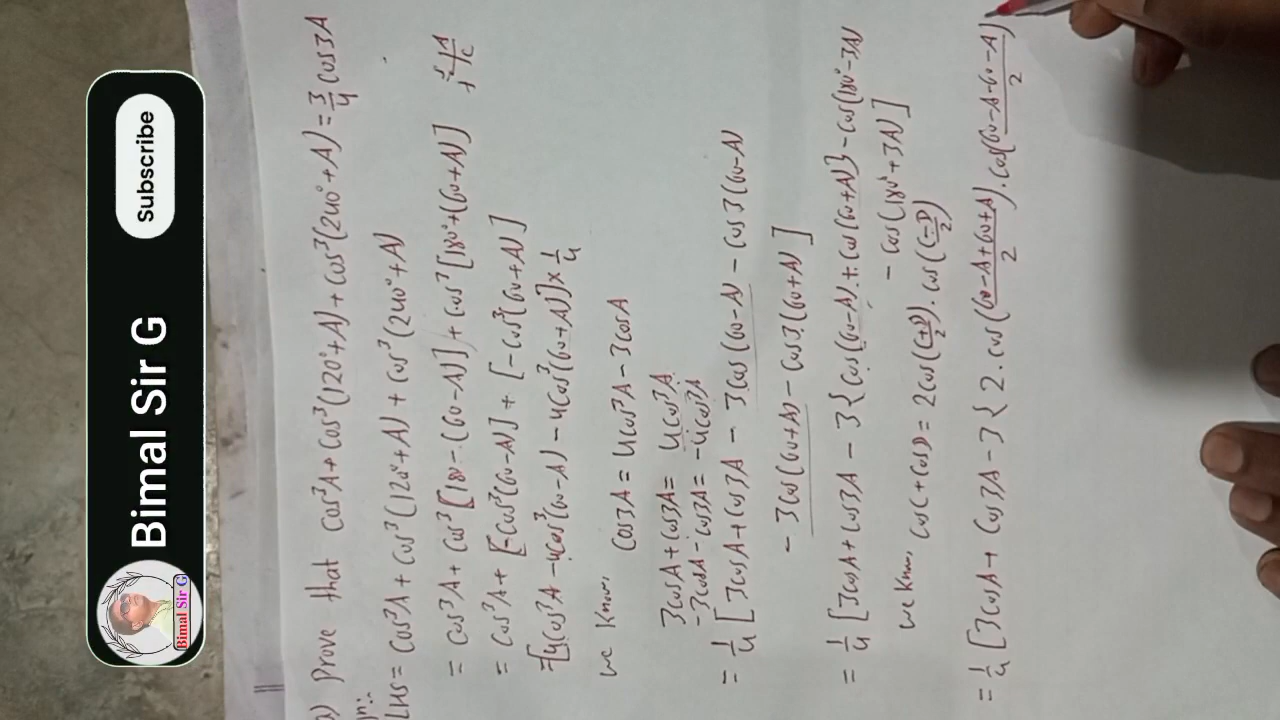 Bimal Sir G
subscribe
Bimal Sir G
a) Prove that cos³A + cos³(120°+A) + cos³(240°+A) = 3/4 cos3A
LHS = cos³A + cos³(120°+A) + cos³(240°+A)
= cos³A + cos³[180-(60-A)] + cos³[180°+(60+A)]
= cos³A + [-cos³(60-A)] + [-cos³(60+A)]
=[4cos³A - 4cos³(60-A) - 4cos³(60+A)]×1/4
we know,
cos3A = 4cos³A - 3cosA
3cosA + cos3A = 4cos³A
-3cosA - cos3A = -4cos³A
= 1/4 [3cosA + cos3A - 3cos(60-A) - cos3(60-A)
- 3cos(60+A) - cos3(60+A)]
= 1/4 [3cosA + cos3A - 3{cos(60-A) + cos(60+A)} - cos(180°-3A)
- cos(180°+3A)]
we know, cosC + cosD = 2cos((C+D)/2).cos((C-D)/2)
= 1/4 [3cosA + cos3A - 3{2.cos((60-A+60+A)/2).cos((60-A-60-A)/2)